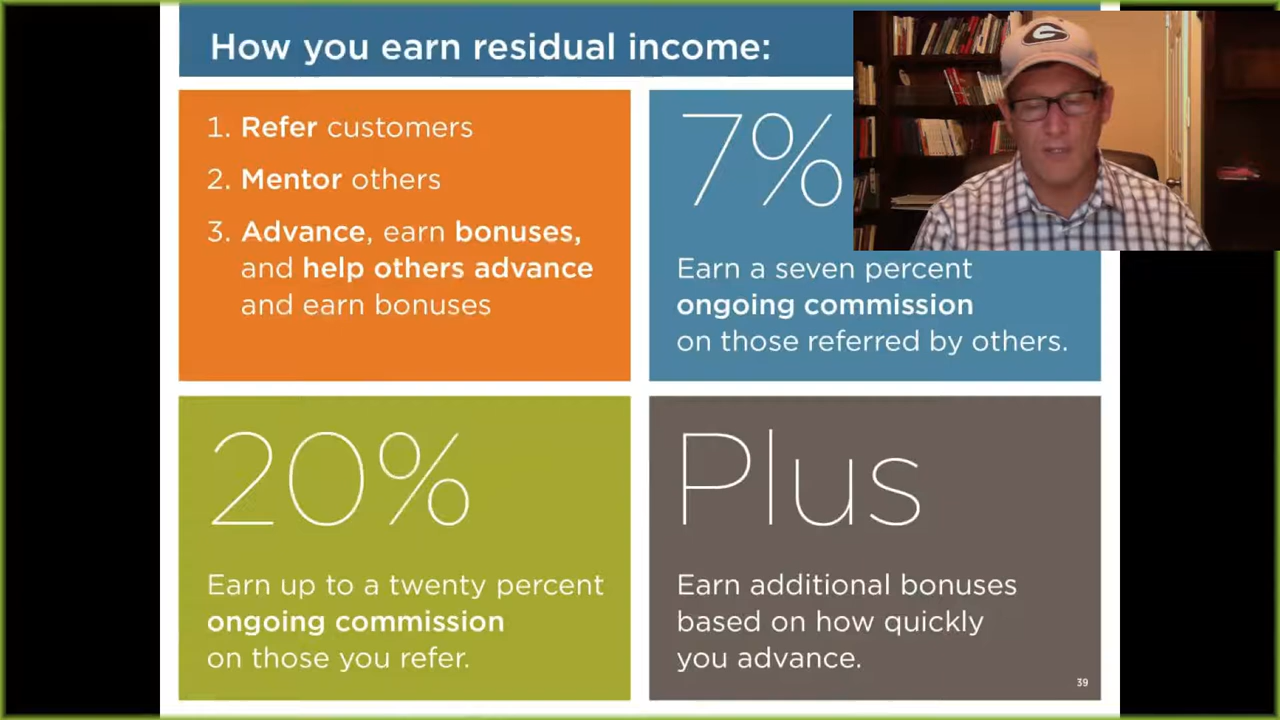 How you earn residual income:
1. Refer customers
2. Mentor others
3. Advance, earn bonuses,
and help others advance
and earn bonuses
7%
Earn a seven percent
ongoing commission
on those referred by others.
20%
Earn up to a twenty percent
ongoing commission
on those you refer.
Plus
Earn additional bonuses
based on how quickly
you advance.
39
G